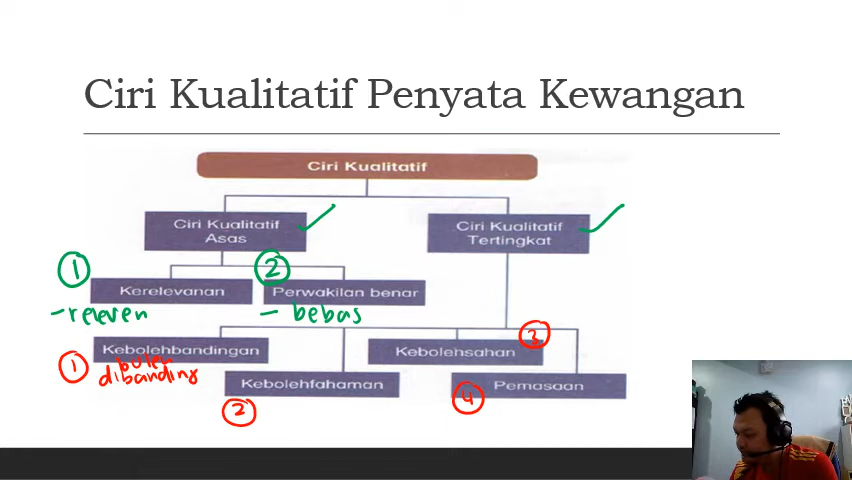 Ciri Kualitatif Penyata Kewangan
Ciri Kualitatif
Ciri Kualitatif
Asas
Ciri Kualitatif
Tertingkat
1
2
Kerelevanan
Perwakilan benar
- releven
- bebas
3
Kebolehbandingan
Kebolehsahan
1
buleh
dibanding
Kebolehfahaman
Pemasaan
2
4